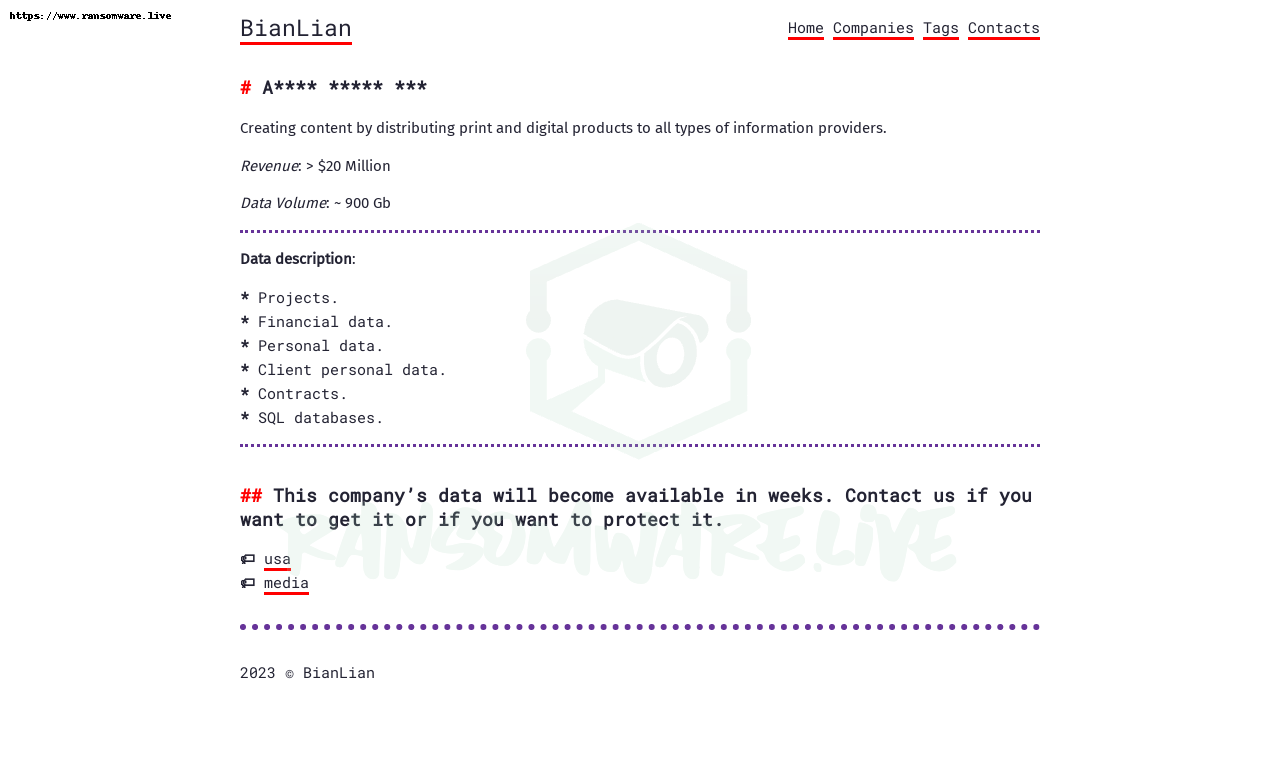 https://www.ransomware.live
BianLian
Home Companies Tags Contacts
# A**** ***** ***
Creating content by distributing print and digital products to all types of information providers.
Revenue: > $20 Million
Data Volume: ~ 900 Gb
Data description:
* Projects.
* Financial data.
* Personal data.
* Client personal data.
* Contracts.
* SQL databases.
## This company’s data will become available in weeks. Contact us if you
want to get it or if you want to protect it.
RANSOMWARE.LIVE
usa
media
2023 © BianLian